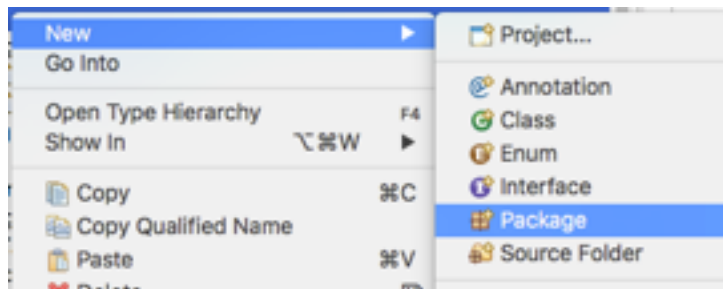 New ▶
Go Into
Open Type Hierarchy F4
Show In ⌥⌘W ▶
Copy ⌘C
Copy Qualified Name
Paste ⌘V
Delete
Project...
Annotation
Class
Enum
Interface
Package
Source Folder